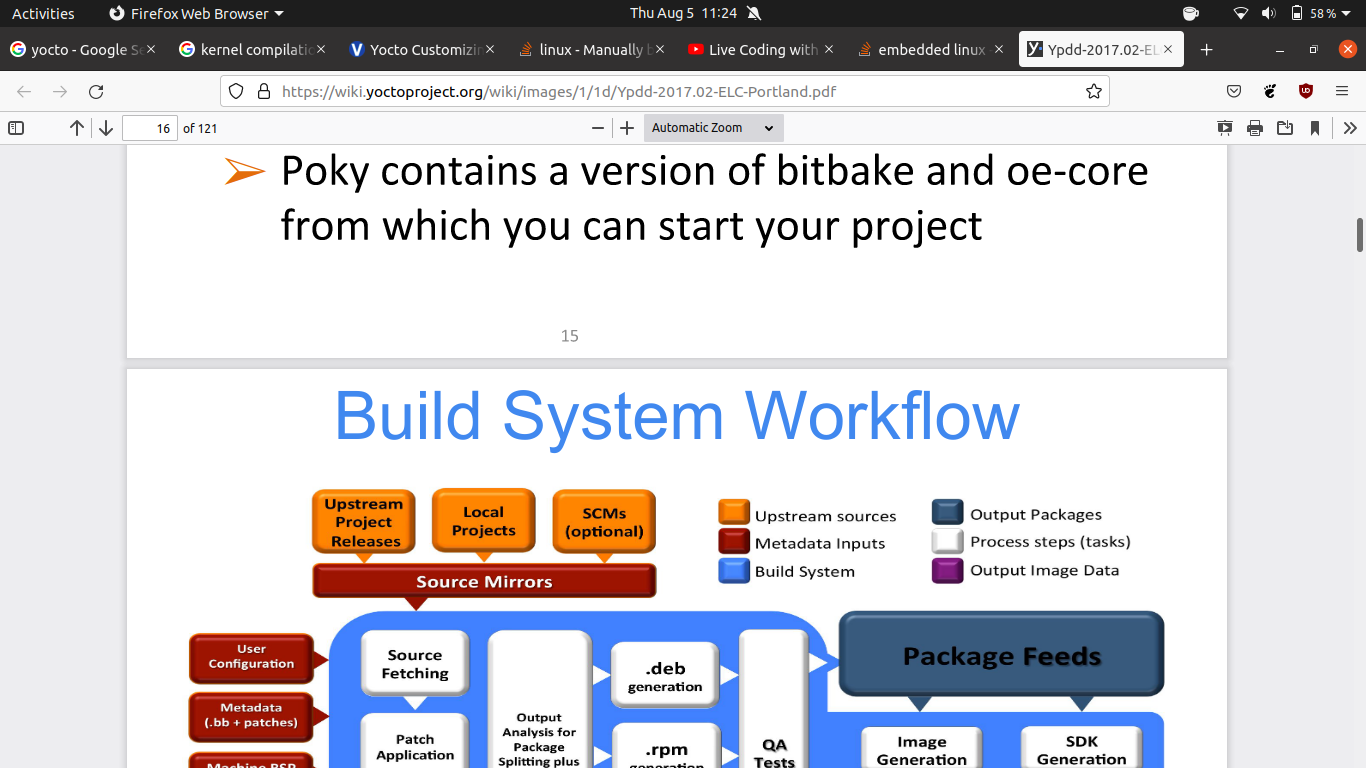 Activities
Firefox Web Browser
Thu Aug 5 11:24
58 %
yocto - Google Se
kernel compilatio
Yocto Customizin
linux - Manually b
Live Coding with
embedded linux -
Ypdd-2017.02-EL
https://wiki.yoctoproject.org/wiki/images/1/1d/Ypdd-2017.02-ELC-Portland.pdf
16 of 121
Automatic Zoom
Poky contains a version of bitbake and oe-core
from which you can start your project
15
Build System Workflow
Upstream
Project
Releases
Local
Projects
SCMs
(optional)
Source Mirrors
Upstream sources
Metadata Inputs
Build System
Output Packages
Process steps (tasks)
Output Image Data
User
Configuration
Metadata
(.bb + patches)
Machine BSP
Source
Fetching
Patch
Application
Output
Analysis for
Package
Splitting plus
.deb
generation
.rpm
generation
QA
Tests
Package Feeds
Image
Generation
SDK
Generation